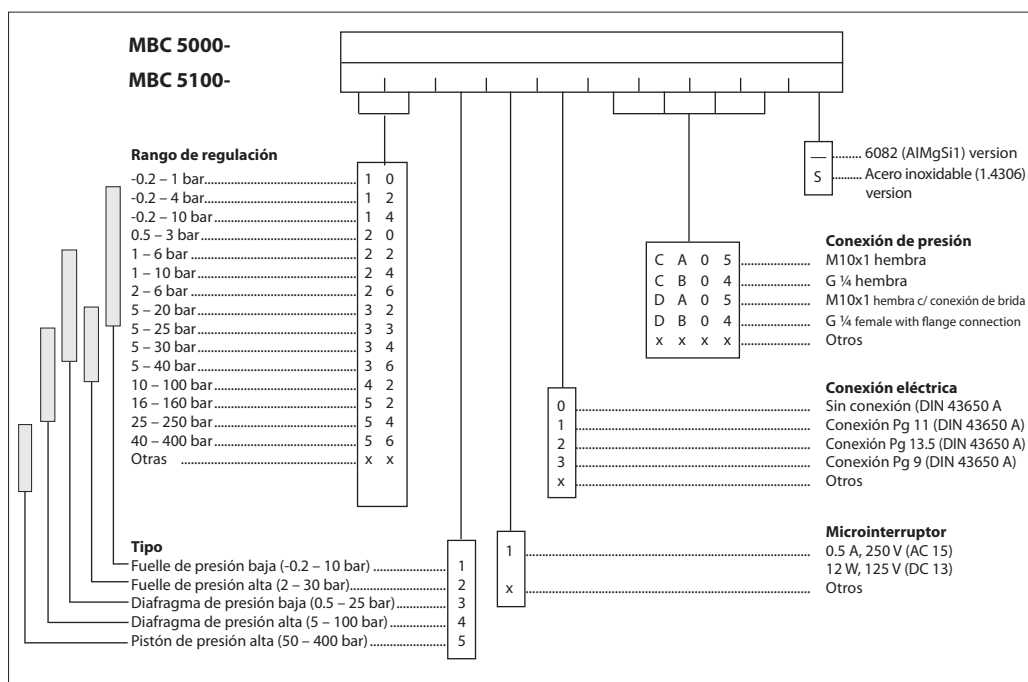 MBC 5000-
MBC 5100-
Rango de regulación
-0.2 – 1 bar 1 0
-0.2 – 4 bar 1 2
-0.2 – 10 bar 1 4
0.5 – 3 bar 2 0
1 – 6 bar 2 2
1 – 10 bar 2 4
2 – 6 bar 2 6
5 – 20 bar 3 2
5 – 25 bar 3 3
5 – 30 bar 3 4
5 – 40 bar 3 6
10 – 100 bar 4 2
16 – 160 bar 5 2
25 – 250 bar 5 4
40 – 400 bar 5 6
Otras x x
Tipo
Fuelle de presión baja (-0.2 – 10 bar) 1
Fuelle de presión alta (2 – 30 bar) 2
Diafragma de presión baja (0.5 – 25 bar) 3
Diafragma de presión alta (5 – 100 bar) 4
Pistón de presión alta (50 – 400 bar) 5
— 6082 (AlMgSi1) version
S Acero inoxidable (1.4306)
version
Conexión de presión
C A 0 5 M10x1 hembra
C B 0 4 G ¼ hembra
D A 0 5 M10x1 hembra c/ conexión de brida
D B 0 4 G ¼ female with flange connection
x x x x Otros
Conexión eléctrica
0 Sin conexión (DIN 43650 A
1 Conexión Pg 11 (DIN 43650 A)
2 Conexión Pg 13.5 (DIN 43650 A)
3 Conexión Pg 9 (DIN 43650 A)
x Otros
Microinterruptor
1 0.5 A, 250 V (AC 15)
12 W, 125 V (DC 13)
x Otros